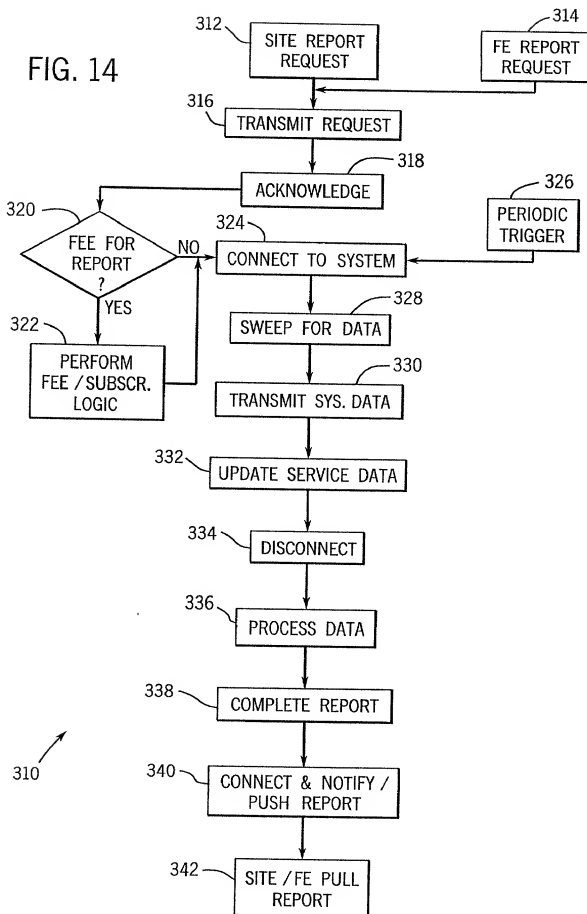 FIG. 14
312
SITE REPORT
REQUEST
314
FE REPORT
REQUEST
316
TRANSMIT REQUEST
318
ACKNOWLEDGE
320
FEE FOR
REPORT
?
NO
YES
322
PERFORM
FEE / SUBSCR.
LOGIC
324
CONNECT TO SYSTEM
326
PERIODIC
TRIGGER
328
SWEEP FOR DATA
330
TRANSMIT SYS. DATA
332
UPDATE SERVICE DATA
334
DISCONNECT
336
PROCESS DATA
338
COMPLETE REPORT
310
340
CONNECT & NOTIFY /
PUSH REPORT
342
SITE / FE PULL
REPORT